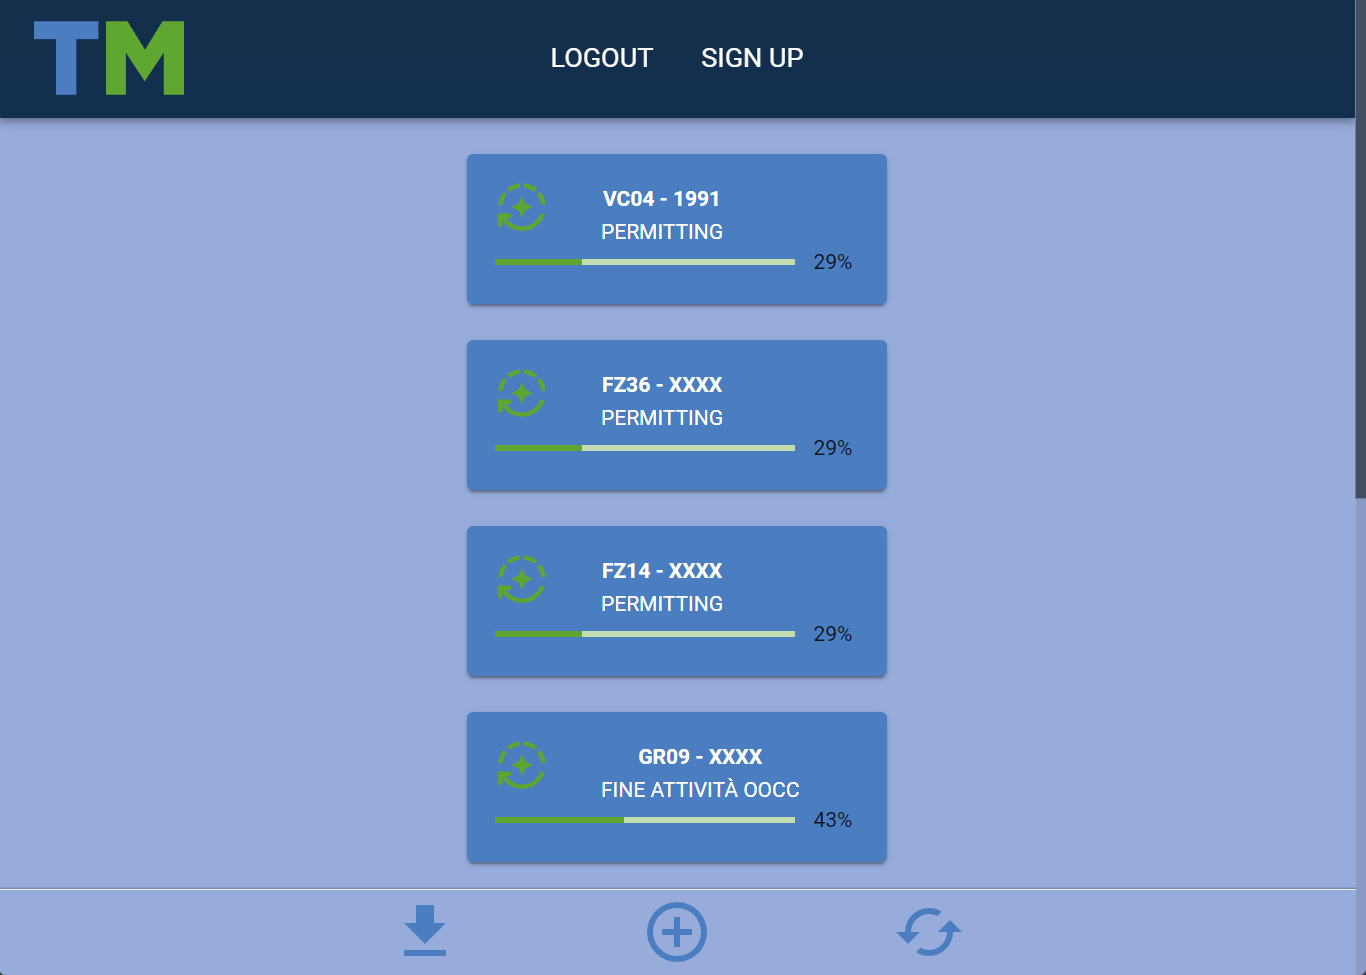 TM
LOGOUT SIGN UP
VC04 - 1991
PERMITTING
29%
FZ36 - XXXX
PERMITTING
29%
FZ14 - XXXX
PERMITTING
29%
GR09 - XXXX
FINE ATTIVITÀ OOCC
43%